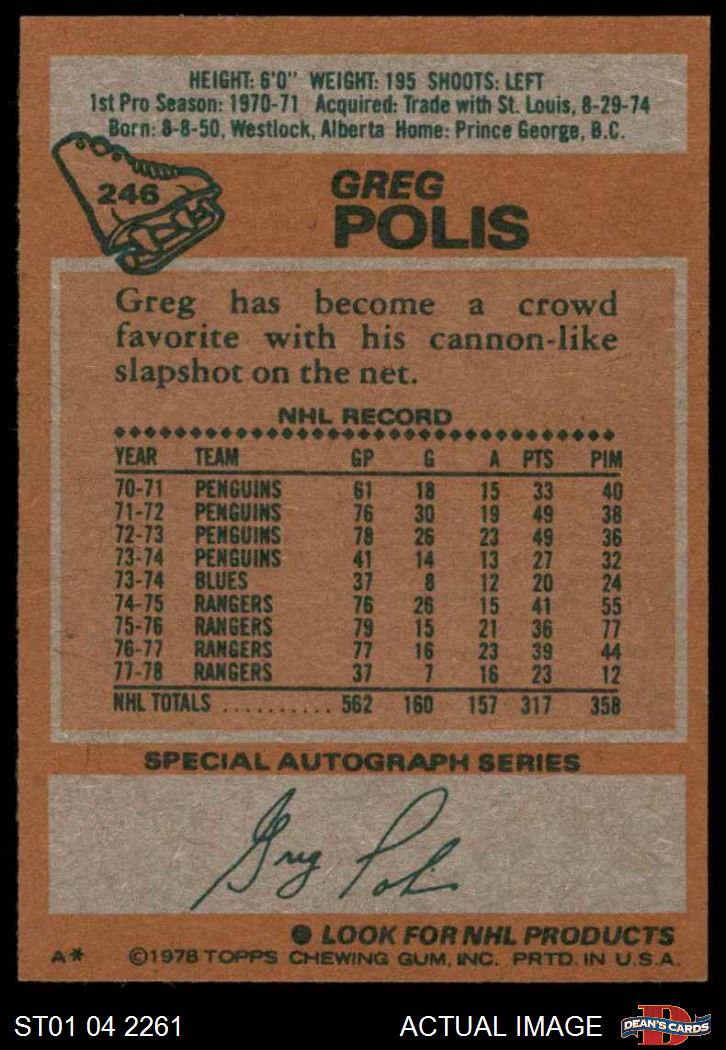 HEIGHT: 6'0" WEIGHT: 195 SHOOTS: LEFT
1st Pro Season: 1970-71 Acquired: Trade with St. Louis, 8-29-74
Born: 8-8-50, Westlock, Alberta Home: Prince George, B.C.
246
GREG
POLIS
Greg has become a crowd
favorite with his cannon-like
slapshot on the net.
NHL RECORD
YEAR TEAM GP G A PTS PIM
70-71 PENGUINS 61 18 15 33 40
71-72 PENGUINS 76 30 19 49 38
72-73 PENGUINS 78 26 23 49 36
73-74 PENGUINS 41 14 13 27 32
73-74 BLUES 37 8 12 20 24
74-75 RANGERS 76 26 15 41 55
75-76 RANGERS 79 15 21 36 77
76-77 RANGERS 77 16 23 39 44
77-78 RANGERS 37 7 16 23 12
NHL TOTALS .......... 562 160 157 317 358
SPECIAL AUTOGRAPH SERIES
Greg Polis
● LOOK FOR NHL PRODUCTS
A* ©1978 TOPPS CHEWING GUM, INC. PRTD. IN U.S.A.
ST01 04 2261 ACTUAL IMAGE DEAN'S CARDS